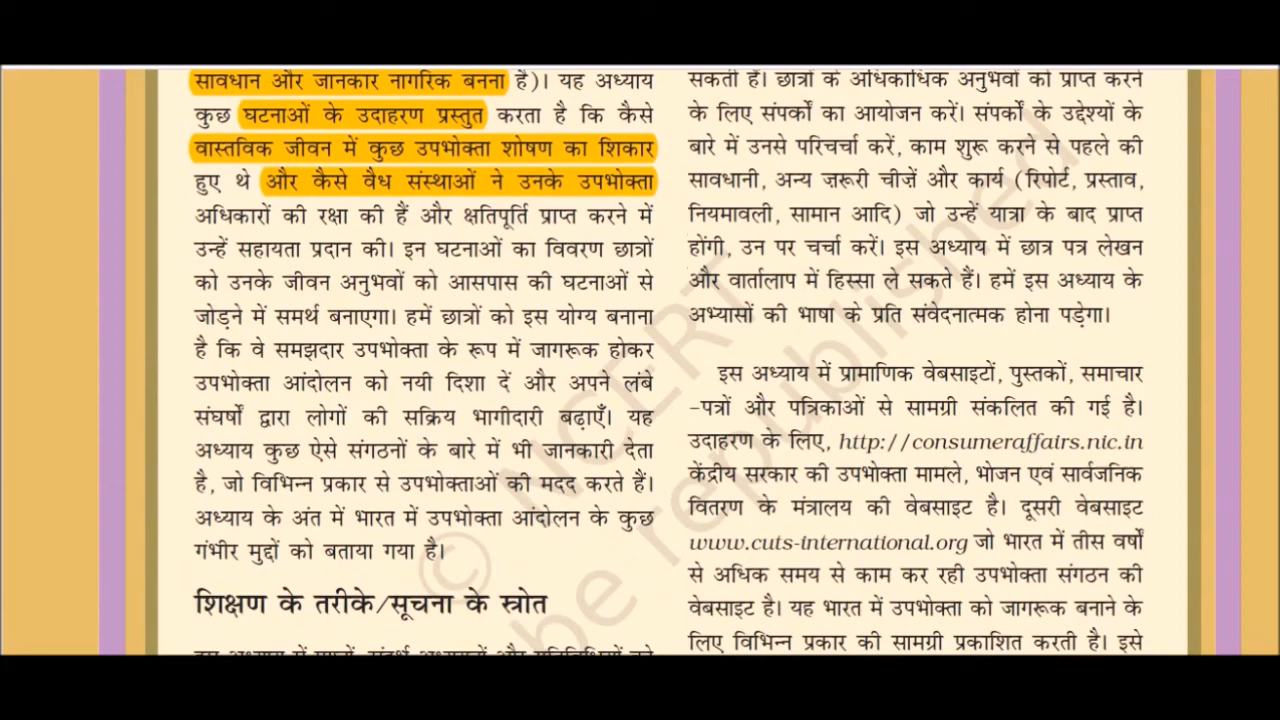 सावधान और जानकार नागरिक बनना है)। यह अध्याय
कुछ घटनाओं के उदाहरण प्रस्तुत करता है कि कैसे
वास्तविक जीवन में कुछ उपभोक्ता शोषण का शिकार
हुए थे और कैसे वैध संस्थाओं ने उनके उपभोक्ता
अधिकारों की रक्षा की हैं और क्षतिपूर्ति प्राप्त करने में
उन्हें सहायता प्रदान की। इन घटनाओं का विवरण छात्रों
को उनके जीवन अनुभवों को आसपास की घटनाओं से
जोड़ने में समर्थ बनाएगा। हमें छात्रों को इस योग्य बनाना
है कि वे समझदार उपभोक्ता के रूप में जागरूक होकर
उपभोक्ता आंदोलन को नयी दिशा दें और अपने लंबे
संघर्षों द्वारा लोगों की सक्रिय भागीदारी बढ़ाएँ। यह
अध्याय कुछ ऐसे संगठनों के बारे में भी जानकारी देता
है, जो विभिन्न प्रकार से उपभोक्ताओं की मदद करते हैं।
अध्याय के अंत में भारत में उपभोक्ता आंदोलन के कुछ
गंभीर मुद्दों को बताया गया है।
शिक्षण के तरीके/सूचना के स्त्रोत
सकती हैं। छात्रों के अधिकाधिक अनुभवों को प्राप्त करने
के लिए संपर्कों का आयोजन करें। संपर्कों के उद्देश्यों के
बारे में उनसे परिचर्चा करें, काम शुरू करने से पहले की
सावधानी, अन्य ज़रूरी चीज़ें और कार्य (रिपोर्ट, प्रस्ताव,
नियमावली, सामान आदि) जो उन्हें यात्रा के बाद प्राप्त
होंगी, उन पर चर्चा करें। इस अध्याय में छात्र पत्र लेखन
और वार्तालाप में हिस्सा ले सकते हैं। हमें इस अध्याय के
अभ्यासों की भाषा के प्रति संवेदनात्मक होना पड़ेगा।
इस अध्याय में प्रामाणिक वेबसाइटों, पुस्तकों, समाचार
-पत्रों और पत्रिकाओं से सामग्री संकलित की गई है।
उदाहरण के लिए, http://consumeraffairs.nic.in
केंद्रीय सरकार की उपभोक्ता मामले, भोजन एवं सार्वजनिक
वितरण के मंत्रालय की वेबसाइट है। दूसरी वेबसाइट
www.cuts-international.org जो भारत में तीस वर्षों
से अधिक समय से काम कर रही उपभोक्ता संगठन की
वेबसाइट है। यह भारत में उपभोक्ता को जागरूक बनाने के
लिए विभिन्न प्रकार की सामग्री प्रकाशित करती है। इसे
© NCERT
be republished